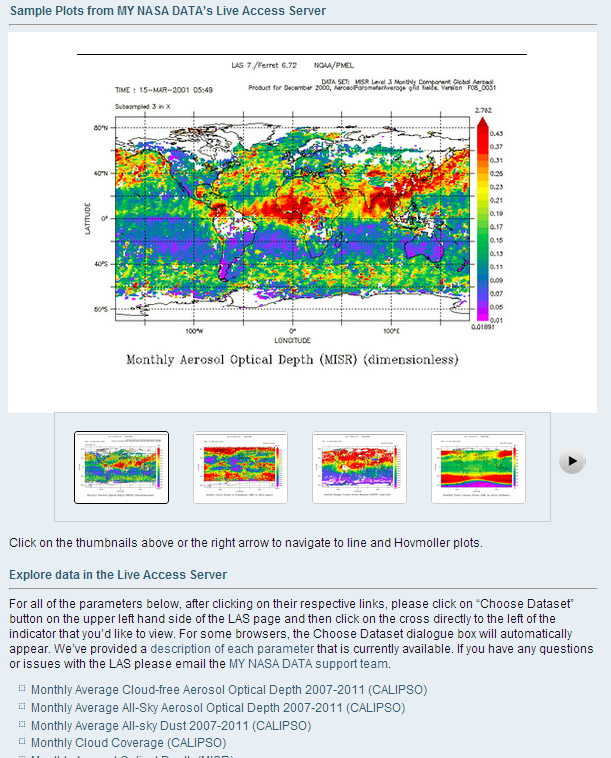 Sample Plots from MY NASA DATA's Live Access Server
LAS 7./Ferret 6.72 NOAA/PMEL
DATA SET: MISR Level 3 Monthly Component Global Aerosol
TIME : 15-MAR-2001 05:49 Product for December 2000, AerosolParameterAverage grid fields. Version F08_0031
Subsampled 3 in X
2.762
80°N
40°N
0°
40°S
80°S
LATITUDE
0.43
0.37
0.31
0.26
0.23
0.21
0.19
0.17
0.15
0.13
0.11
0.09
0.07
0.05
0.01
0.01891
100°W 0° 100°E
LONGITUDE
Monthly Aerosol Optical Depth (MISR) (dimensionless)
Click on the thumbnails above or the right arrow to navigate to line and Hovmoller plots.
Explore data in the Live Access Server
For all of the parameters below, after clicking on their respective links, please click on "Choose Dataset"
button on the upper left hand side of the LAS page and then click on the cross directly to the left of the
indicator that you'd like to view. For some browsers, the Choose Dataset dialogue box will automatically
appear. We've provided a description of each parameter that is currently available. If you have any questions
or issues with the LAS please email the MY NASA DATA support team.
Monthly Average Cloud-free Aerosol Optical Depth 2007-2011 (CALIPSO)
Monthly Average All-Sky Aerosol Optical Depth 2007-2011 (CALIPSO)
Monthly Average All-sky Dust 2007-2011 (CALIPSO)
Monthly Cloud Coverage (CALIPSO)